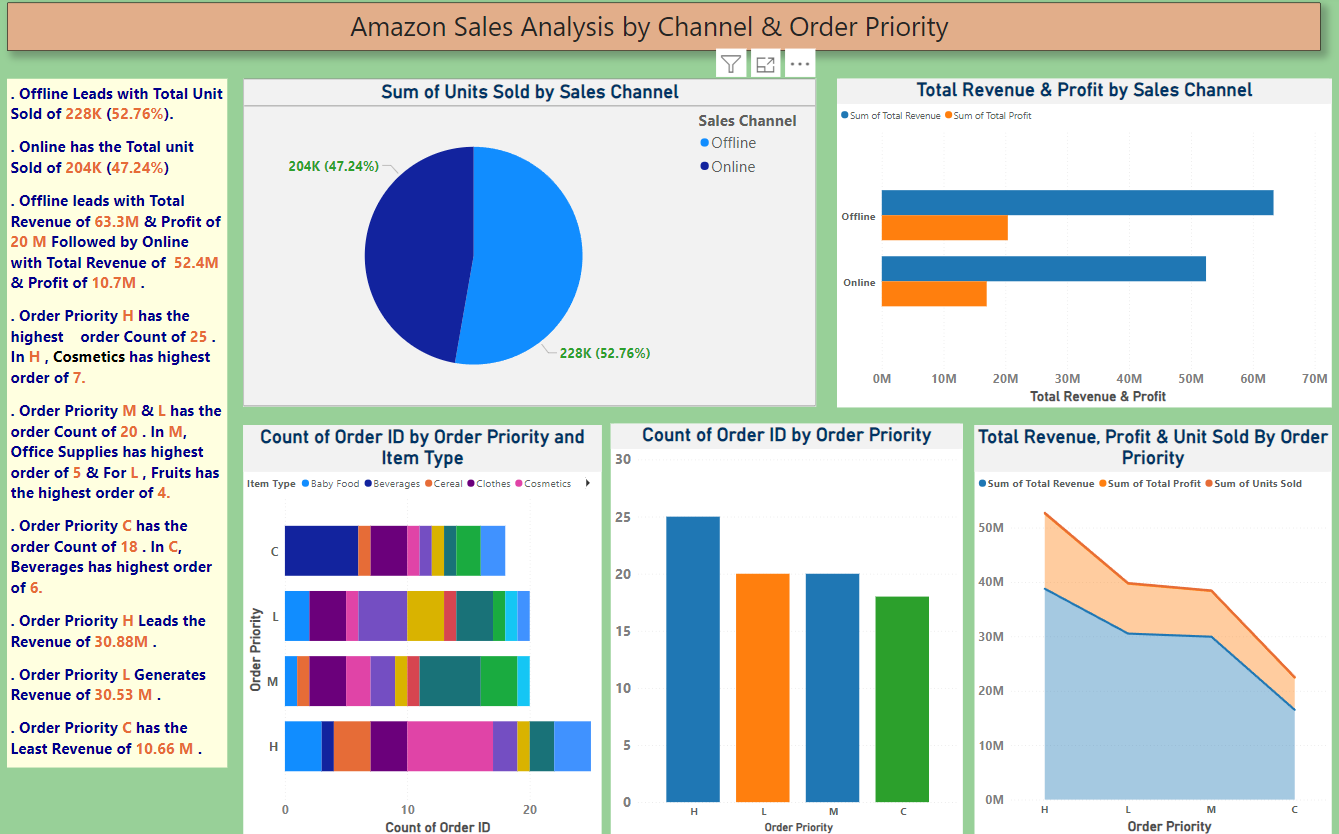 Amazon Sales Analysis by Channel & Order Priority
. Offline Leads with Total Unit
Sold of 228K (52.76%).
. Online has the Total unit
Sold of 204K (47.24%)
. Offline leads with Total
Revenue of 63.3M & Profit of
20 M Followed by Online
with Total Revenue of 52.4M
& Profit of 10.7M .
. Order Priority H has the
highest order Count of 25 .
In H , Cosmetics has highest
order of 7.
. Order Priority M & L has the
order Count of 20 . In M,
Office Supplies has highest
order of 5 & For L , Fruits has
the highest order of 4.
. Order Priority C has the
order Count of 18 . In C,
Beverages has highest order
of 6.
. Order Priority H Leads the
Revenue of 30.88M .
. Order Priority L Generates
Revenue of 30.53 M .
. Order Priority C has the
Least Revenue of 10.66 M .
Sum of Units Sold by Sales Channel
Sales Channel
Offline
Online
204K (47.24%)
228K (52.76%)
Total Revenue & Profit by Sales Channel
Sum of Total Revenue Sum of Total Profit
Offline
Online
0M 10M 20M 30M 40M 50M 60M 70M
Total Revenue & Profit
Count of Order ID by Order Priority and
Item Type
Item Type Baby Food Beverages Cereal Clothes Cosmetics
Order Priority
C
L
M
H
0 10 20
Count of Order ID
Count of Order ID by Order Priority
30
25
20
15
10
5
0
H L M C
Order Priority
Total Revenue, Profit & Unit Sold By Order
Priority
Sum of Total Revenue Sum of Total Profit Sum of Units Sold
50M
40M
30M
20M
10M
0M
H L M C
Order Priority